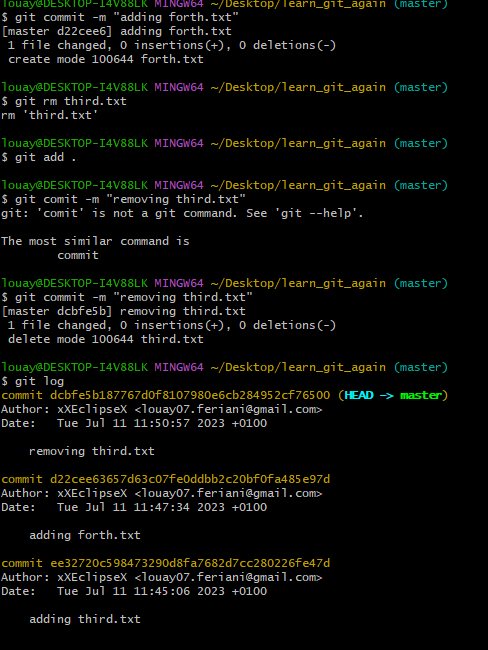 louay@DESKTOP-I4V88LK MINGW64 ~/Desktop/learn_git_again (master)
$ git commit -m "adding forth.txt"
[master d22cee6] adding forth.txt
 1 file changed, 0 insertions(+), 0 deletions(-)
 create mode 100644 forth.txt

louay@DESKTOP-I4V88LK MINGW64 ~/Desktop/learn_git_again (master)
$ git rm third.txt
rm 'third.txt'

louay@DESKTOP-I4V88LK MINGW64 ~/Desktop/learn_git_again (master)
$ git add .

louay@DESKTOP-I4V88LK MINGW64 ~/Desktop/learn_git_again (master)
$ git comit -m "removing third.txt"
git: 'comit' is not a git command. See 'git --help'.

The most similar command is
        commit

louay@DESKTOP-I4V88LK MINGW64 ~/Desktop/learn_git_again (master)
$ git commit -m "removing third.txt"
[master dcbfe5b] removing third.txt
 1 file changed, 0 insertions(+), 0 deletions(-)
 delete mode 100644 third.txt

louay@DESKTOP-I4V88LK MINGW64 ~/Desktop/learn_git_again (master)
$ git log
commit dcbfe5b187767d0f8107980e6cb284952cf76500 (HEAD -> master)
Author: xXEclipseX <louay07.feriani@gmail.com>
Date:   Tue Jul 11 11:50:57 2023 +0100

    removing third.txt

commit d22cee63657d63c07fe0ddbb2c20bf0fa485e97d
Author: xXEclipseX <louay07.feriani@gmail.com>
Date:   Tue Jul 11 11:47:34 2023 +0100

    adding forth.txt

commit ee32720c598473290d8fa7682d7cc280226fe47d
Author: xXEclipseX <louay07.feriani@gmail.com>
Date:   Tue Jul 11 11:45:06 2023 +0100

    adding third.txt